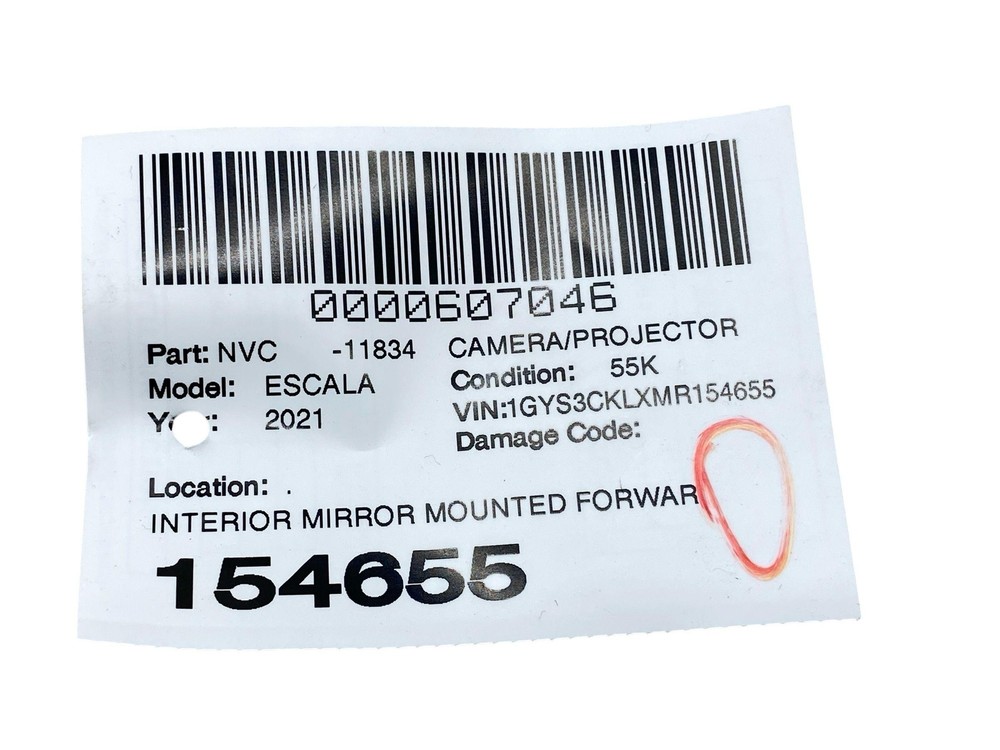 0000607046
Part: NVC -11834 CAMERA/PROJECTOR
Model: ESCALA Condition: 55K
2021 VIN:1GYS3CKLXMR154655
Damage Code:
Location: .
INTERIOR MIRROR MOUNTED FORWAR
154655